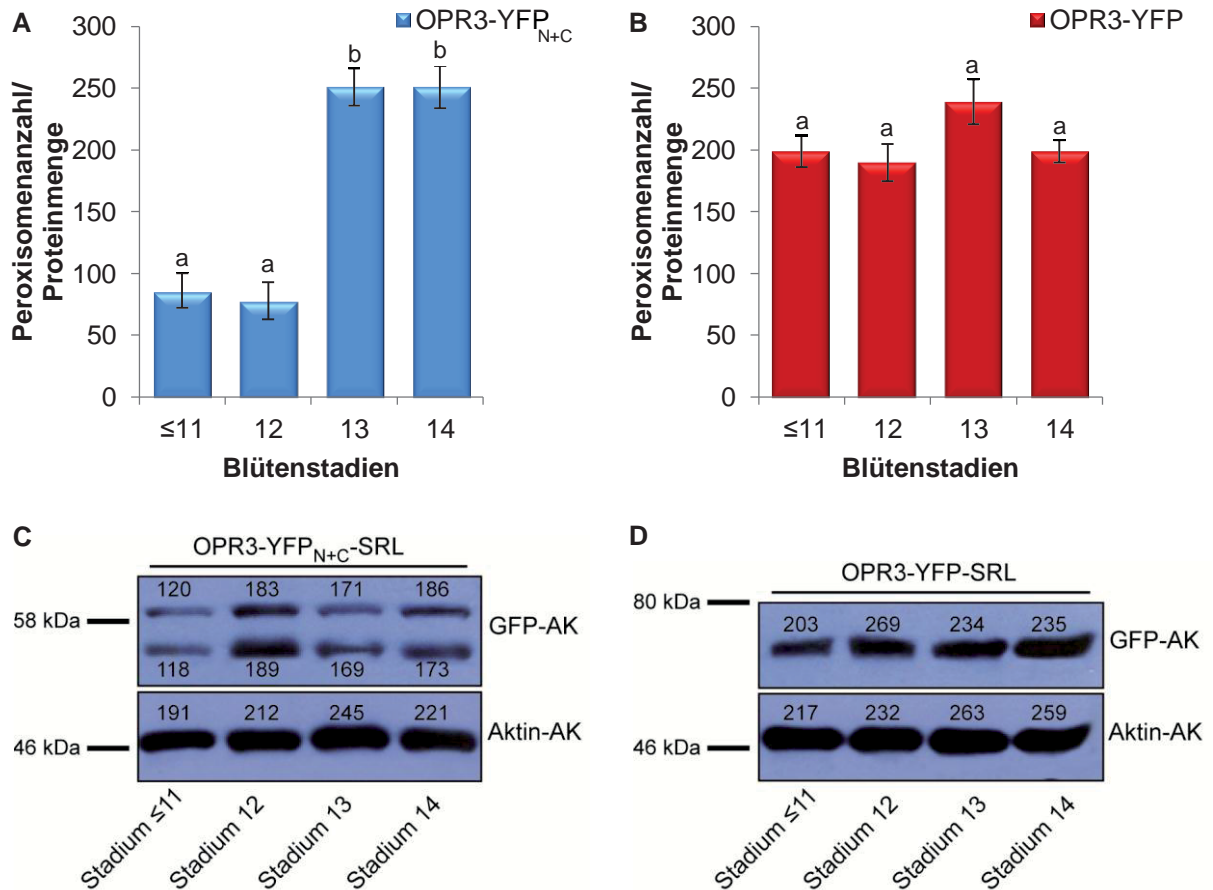 A
OPR3-YFP N+C
Peroxisomenanzahl/
Proteinmenge
300
250
200
150
100
50
0
a
a
b
b
≤11
12
13
14
Blütenstadien
B
OPR3-YFP
Peroxisomenanzahl/
Proteinmenge
300
250
200
150
100
50
0
a
a
a
a
≤11
12
13
14
Blütenstadien
C
OPR3-YFPN+C-SRL
120 183 171 186
58 kDa
GFP-AK
118 189 169 173
191 212 245 221
Aktin-AK
46 kDa
Stadium ≤11
Stadium 12
Stadium 13
Stadium 14
D
OPR3-YFP-SRL
80 kDa
203 269 234 235
GFP-AK
217 232 263 259
Aktin-AK
46 kDa
Stadium ≤11
Stadium 12
Stadium 13
Stadium 14